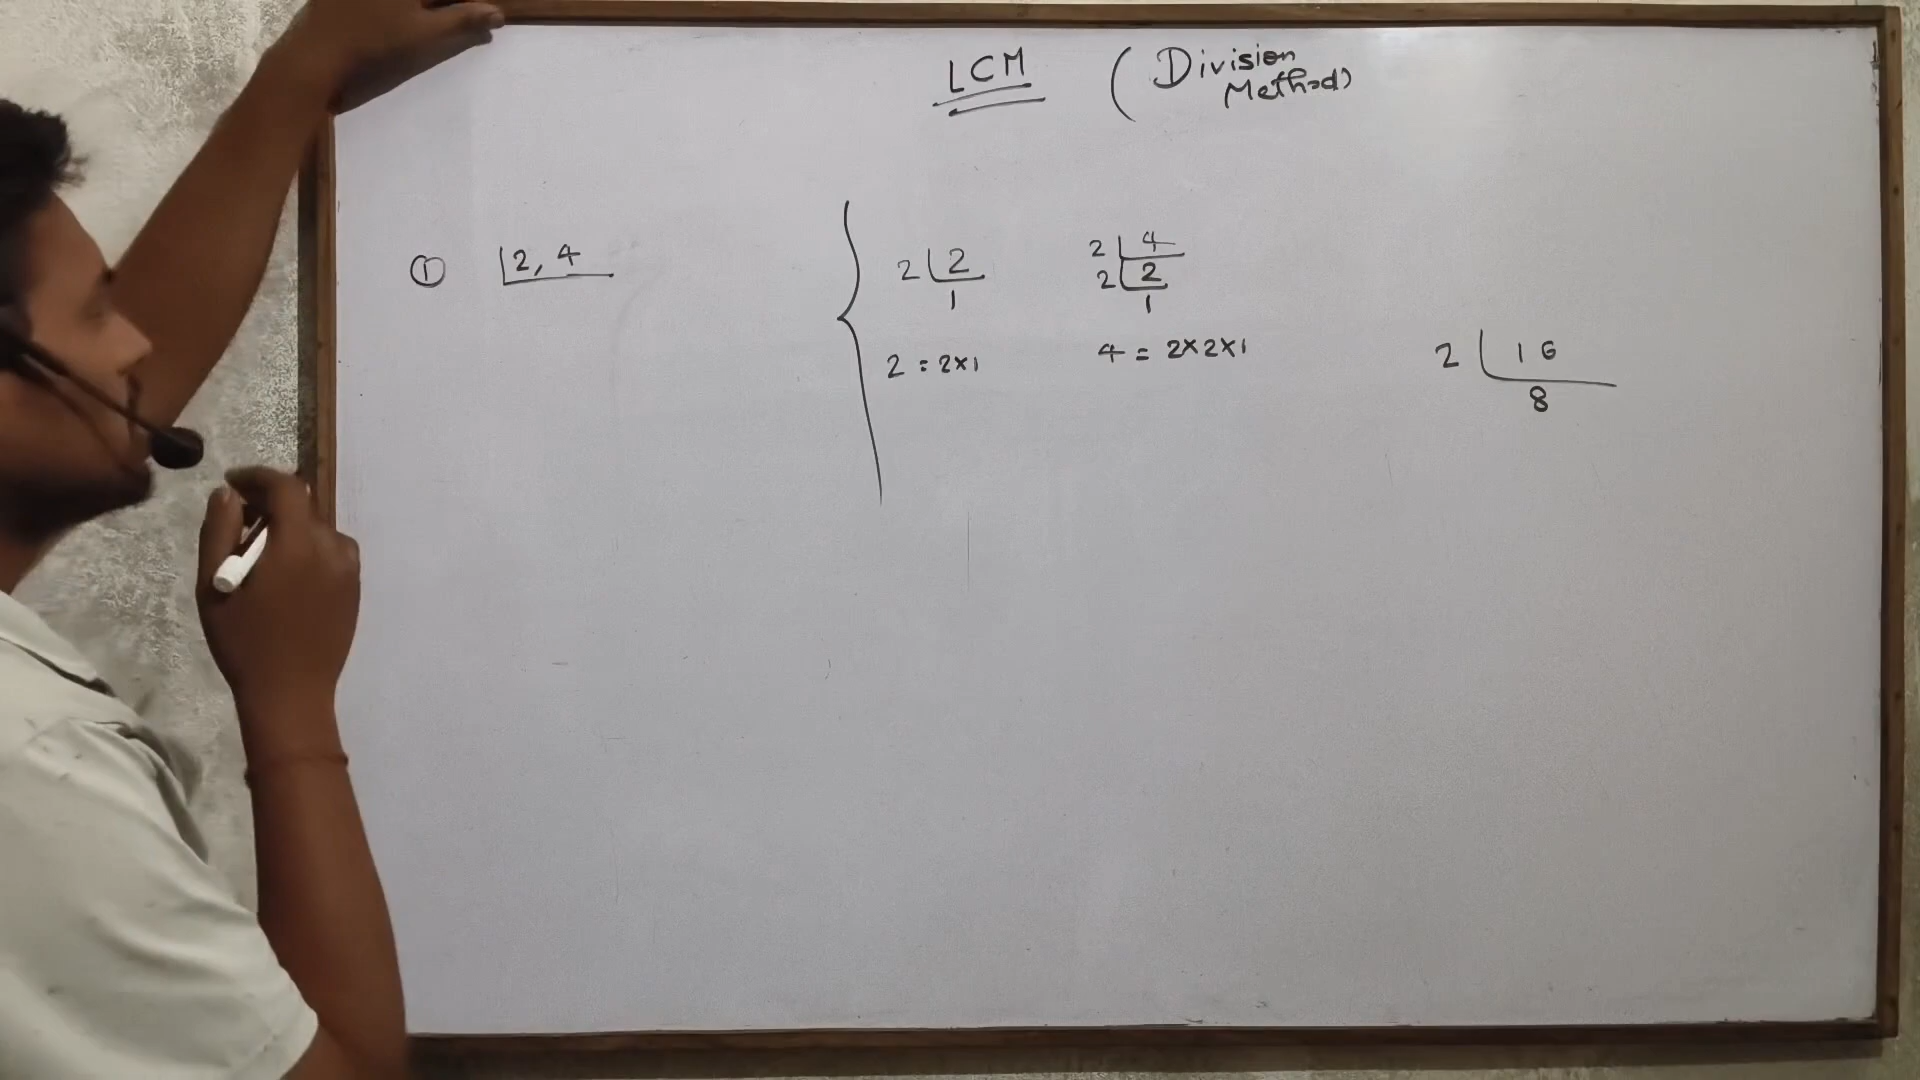 LCM ( Division
Method)
① 2, 4
2 2
1
2 = 2×1
2 4
2 2
1
4 = 2×2×1
2 16
8